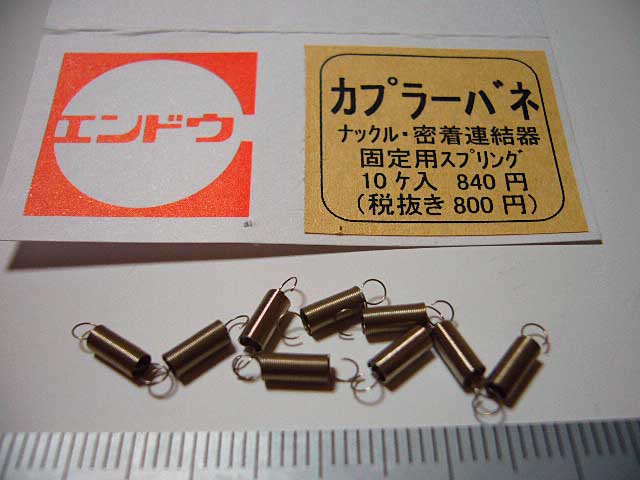 エンドウ
カプラーバネ
ナックル・密着連結器
固定用スプリング
10ケ入 840円
(税抜き800円)